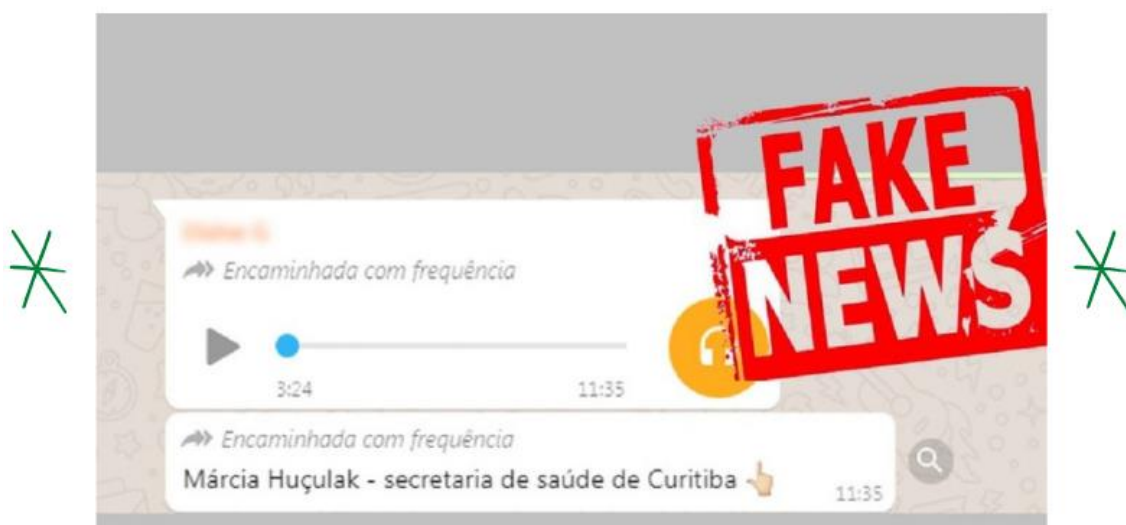 FAKE
NEWS
Encaminhada com frequência
3:24 11:35
Encaminhada com frequência
Márcia Huçulak - secretaria de saúde de Curitiba 👆🏻
11:35